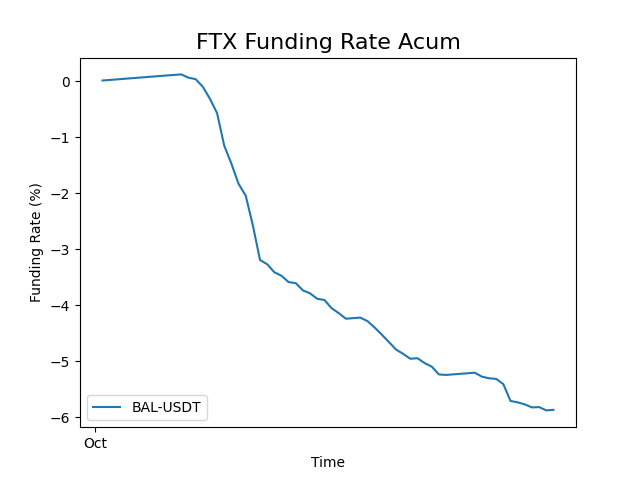 FTX Funding Rate Acum
Funding Rate (%)
0
−1
−2
−3
−4
−5
−6
BAL-USDT
Oct
Time